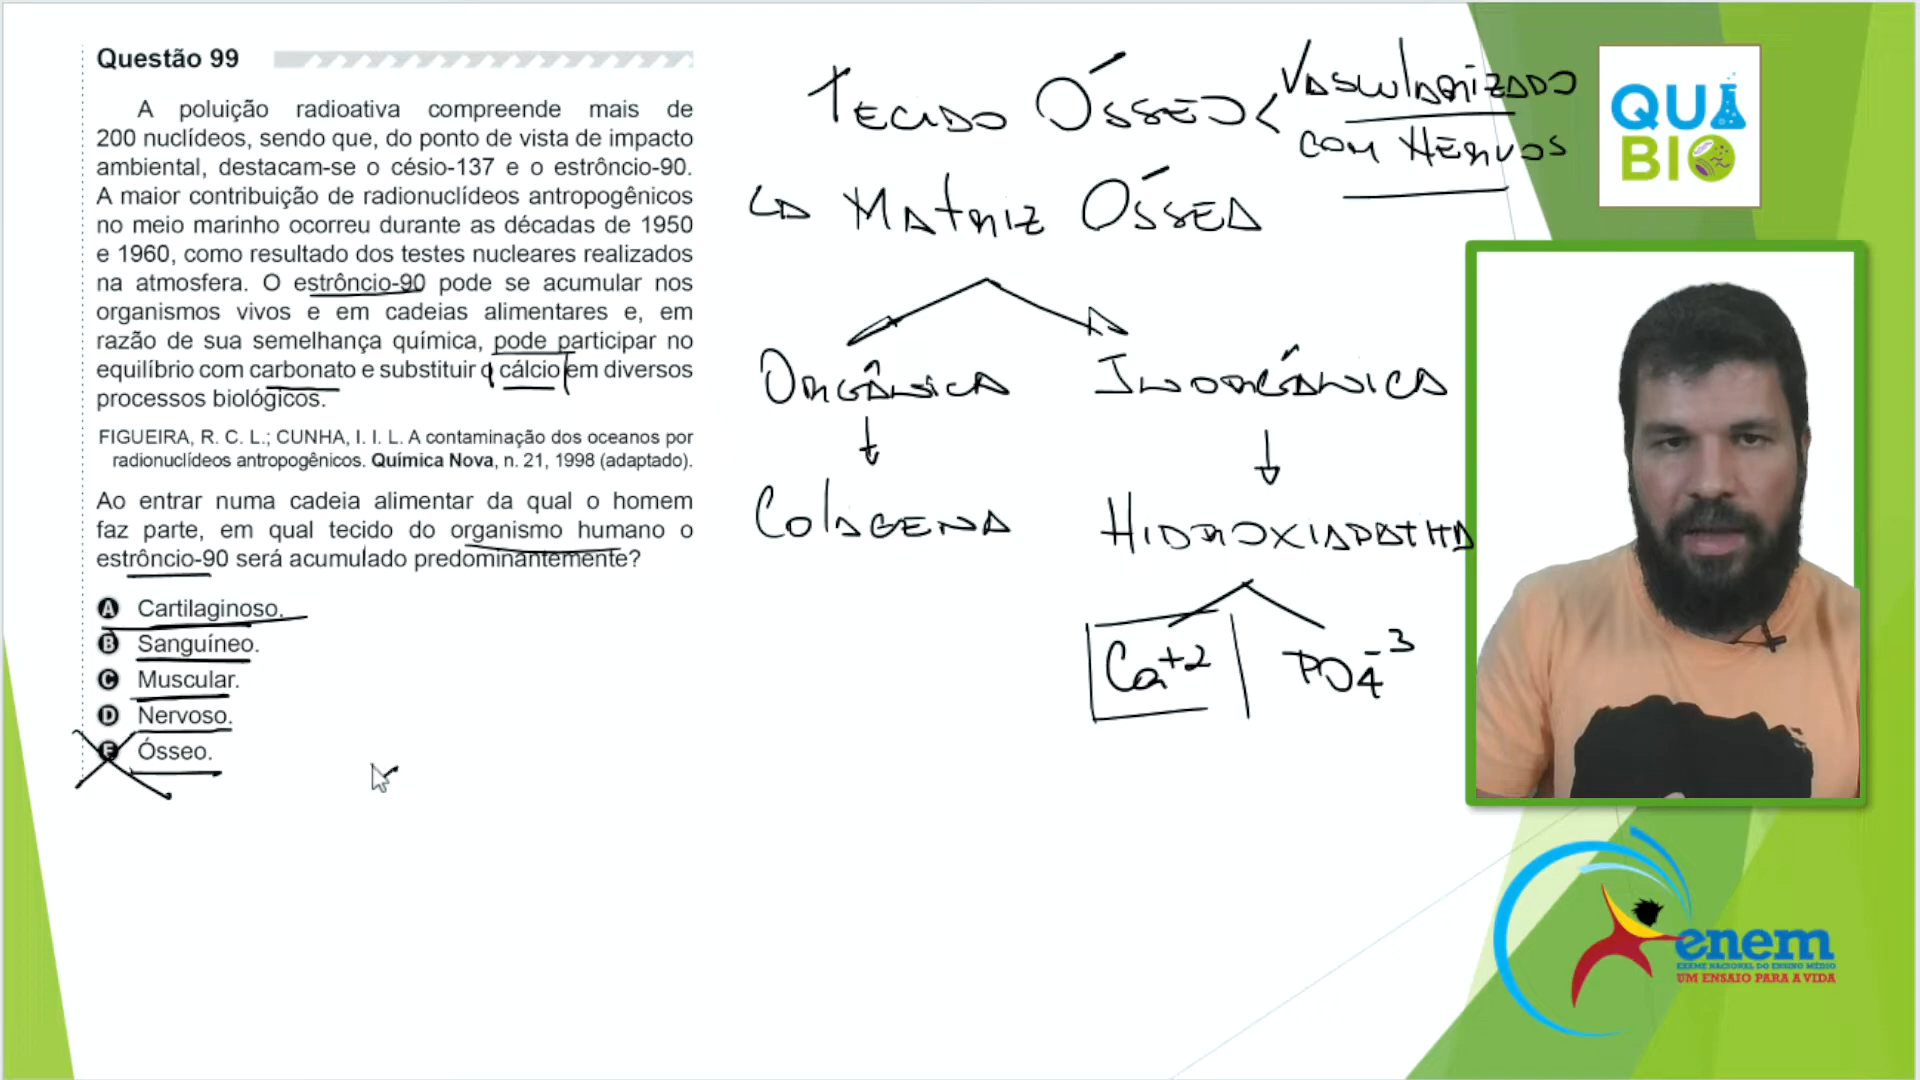 Questão 99
A poluição radioativa compreende mais de
200 nuclídeos, sendo que, do ponto de vista de impacto
ambiental, destacam-se o césio-137 e o estrôncio-90.
A maior contribuição de radionuclídeos antropogênicos
no meio marinho ocorreu durante as décadas de 1950
e 1960, como resultado dos testes nucleares realizados
na atmosfera. O estrôncio-90 pode se acumular nos
organismos vivos e em cadeias alimentares e, em
razão de sua semelhança química, pode participar no
equilíbrio com carbonato e substituir o cálcio em diversos
processos biológicos.
FIGUEIRA, R. C. L.; CUNHA, I. I. L. A contaminação dos oceanos por
radionuclídeos antropogênicos. Química Nova, n. 21, 1998 (adaptado).
Ao entrar numa cadeia alimentar da qual o homem
faz parte, em qual tecido do organismo humano o
estrôncio-90 será acumulado predominantemente?
A Cartilaginoso.
B Sanguíneo.
C Muscular.
D Nervoso.
E Ósseo.
TECIDO ÓSSEO < VASCULARIZADO
COM NERVOS
MATRIZ ÓSSEA
ORGÂNICA INORGÂNICA
COLÁGENA HIDROXIAPATITA
Ca+2 PO4-3
QUÍ
BIO
enem
EXAME NACIONAL DO ENSINO MÉDIO
UM ENSAIO PARA A VIDA